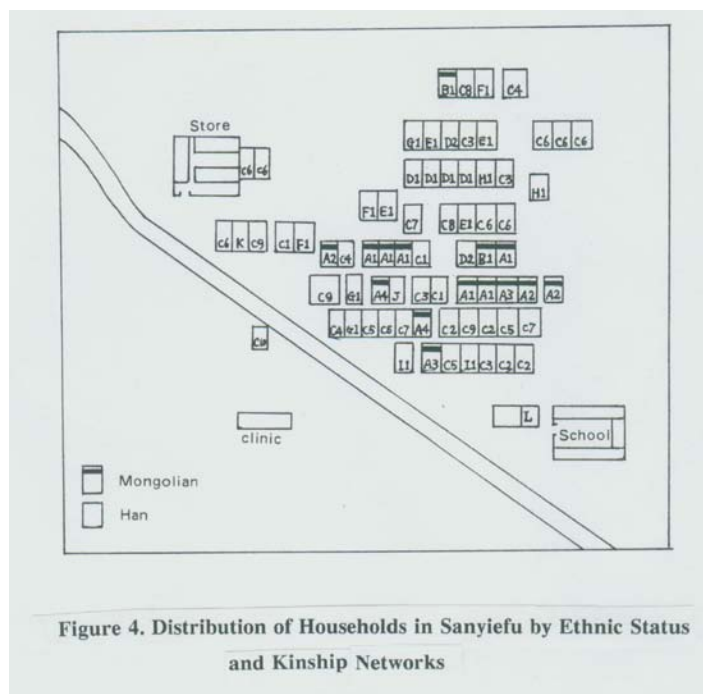 B1 C8 F1 C4
Store
G1 E1 D2 C3 E1 C6 C6 C6
C6 C6
D1 D1 D1 D1 H1 C3
H1
F1 E1 C7 C8 E1 C6 C6
C6 K C9 C1 F1
A2 C4 A1 A1 A1 C1 D2 B1 A1
C9 G1 A4 J C3 C1 A1 A1 A3 A2 A2
C4 G1 C5 C6 C7 A4 C2 C9 C2 C5 C7
I1 A3 C5 I1 C3 C2 C2
L
clinic
School
Mongolian
Han
Figure 4. Distribution of Households in Sanyiefu by Ethnic Status
and Kinship Networks